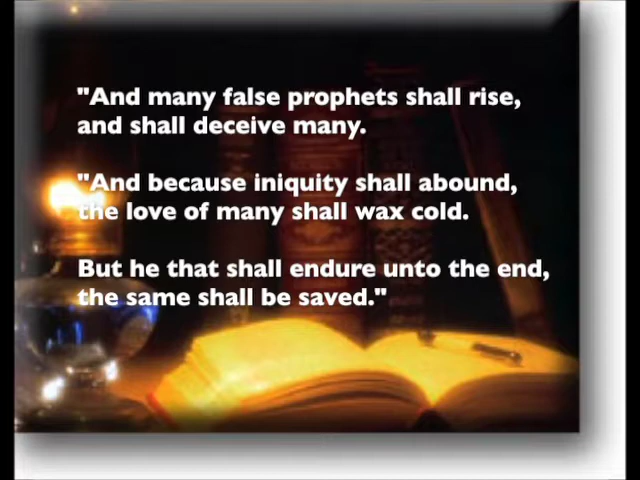 "And many false prophets shall rise,
and shall deceive many.
"And because iniquity shall abound,
the love of many shall wax cold.
But he that shall endure unto the end,
the same shall be saved."